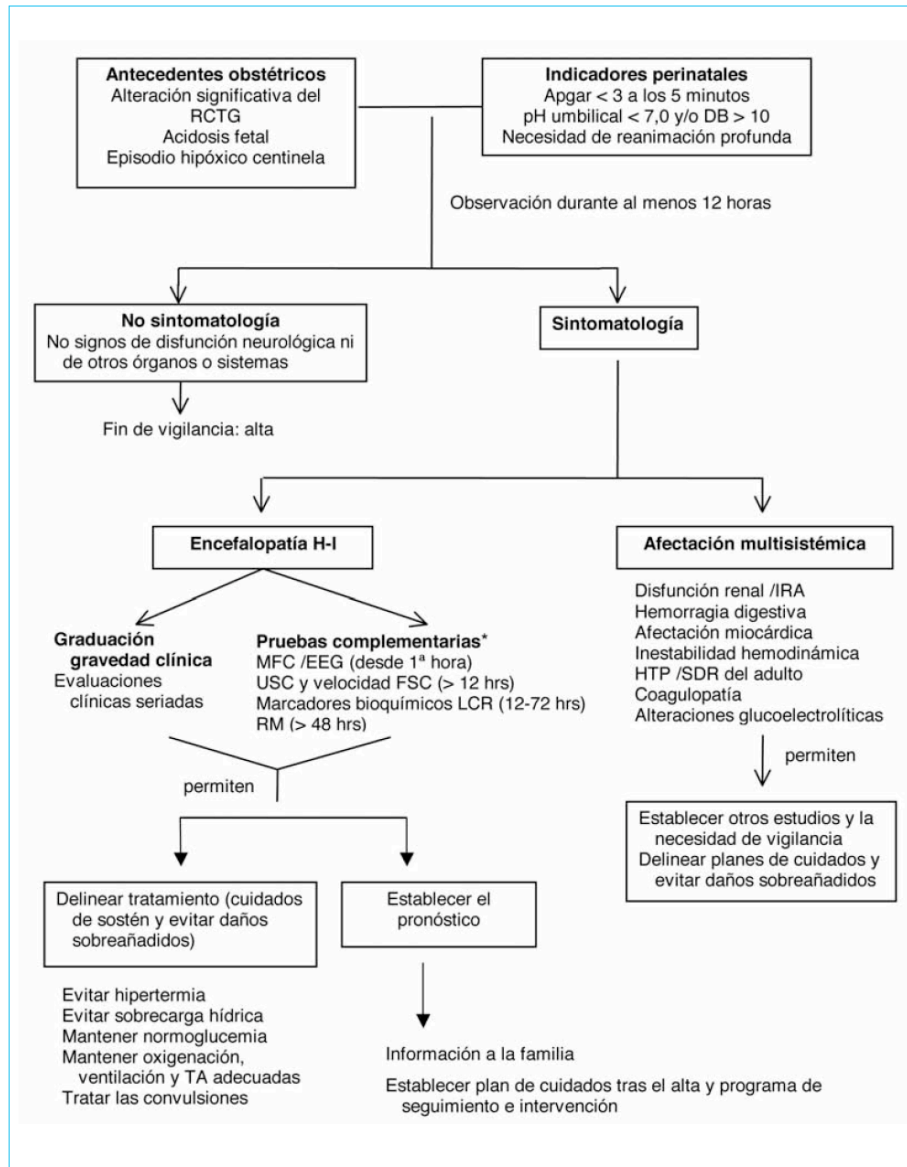 Antecedentes obstétricos
Alteración significativa del
RCTG
Acidosis fetal
Episodio hipóxico centinela
Indicadores perinatales
Apgar < 3 a los 5 minutos
pH umbilical < 7,0 y/o DB > 10
Necesidad de reanimación profunda
Observación durante al menos 12 horas
No sintomatología
No signos de disfunción neurológica ni
de otros órganos o sistemas
Sintomatología
Fin de vigilancia: alta
Encefalopatía H-I
Afectación multisistémica
Graduación
gravedad clínica
Evaluaciones
clínicas seriadas
Pruebas complementarias*
MFC /EEG (desde 1ª hora)
USC y velocidad FSC (> 12 hrs)
Marcadores bioquímicos LCR (12-72 hrs)
RM (> 48 hrs)
Disfunción renal /IRA
Hemorragia digestiva
Afectación miocárdica
Inestabilidad hemodinámica
HTP /SDR del adulto
Coagulopatía
Alteraciones glucoelectrolíticas
permiten
permiten
Establecer otros estudios y la
necesidad de vigilancia
Delinear planes de cuidados y
evitar daños sobreañadidos
Delinear tratamiento (cuidados
de sostén y evitar daños
sobreañadidos)
Establecer el
pronóstico
Evitar hipertermia
Evitar sobrecarga hídrica
Mantener normoglucemia
Mantener oxigenación,
ventilación y TA adecuadas
Tratar las convulsiones
Información a la familia
Establecer plan de cuidados tras el alta y programa de
seguimiento e intervención